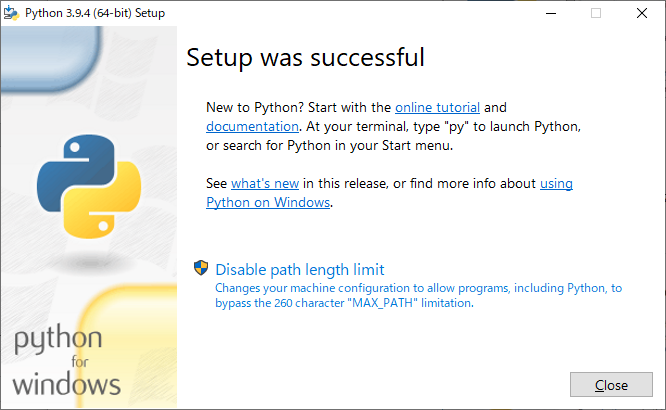 Python 3.9.4 (64-bit) Setup
Setup was successful
New to Python? Start with the online tutorial and
documentation. At your terminal, type "py" to launch Python,
or search for Python in your Start menu.
See what's new in this release, or find more info about using
Python on Windows.
Disable path length limit
Changes your machine configuration to allow programs, including Python, to
bypass the 260 character "MAX_PATH" limitation.
python
for
windows
Close